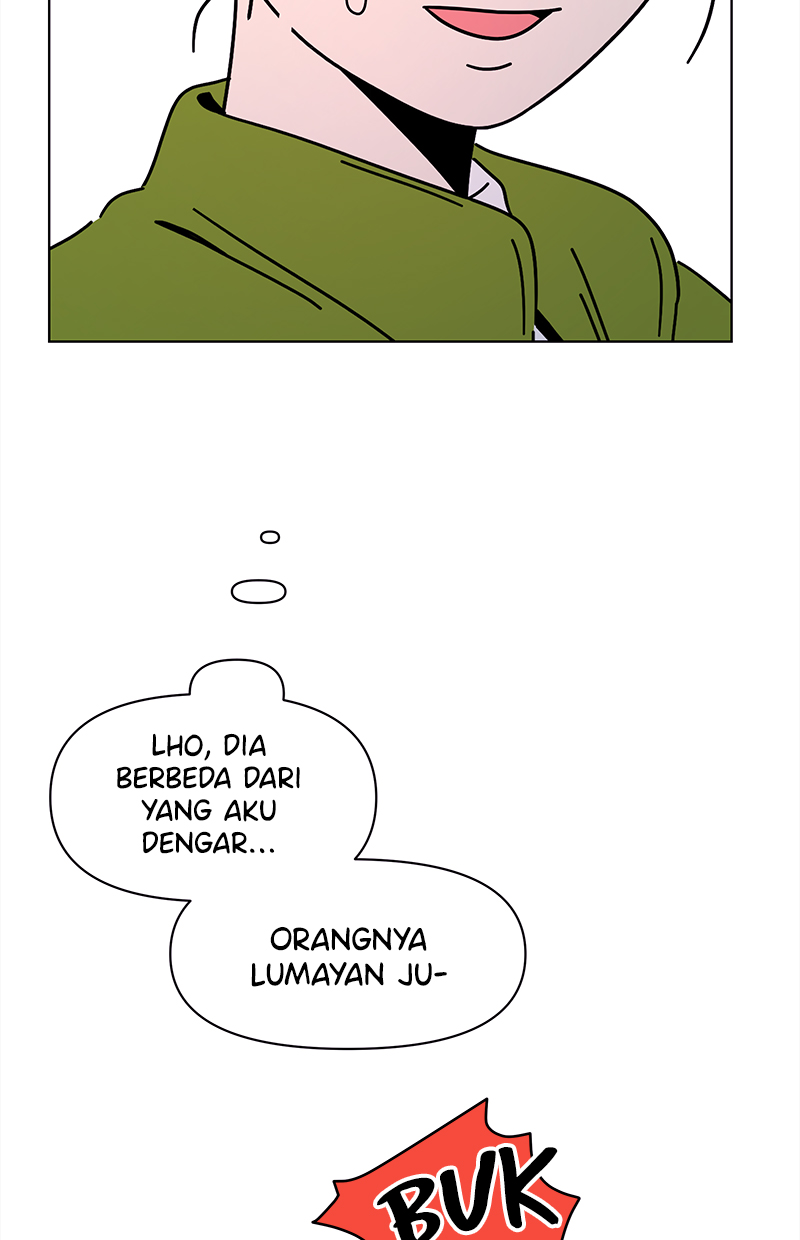 LHO, DIA
BERBEDA DARI
YANG AKU
DENGAR...
ORANGNYA
LUMAYAN JU-
BUK